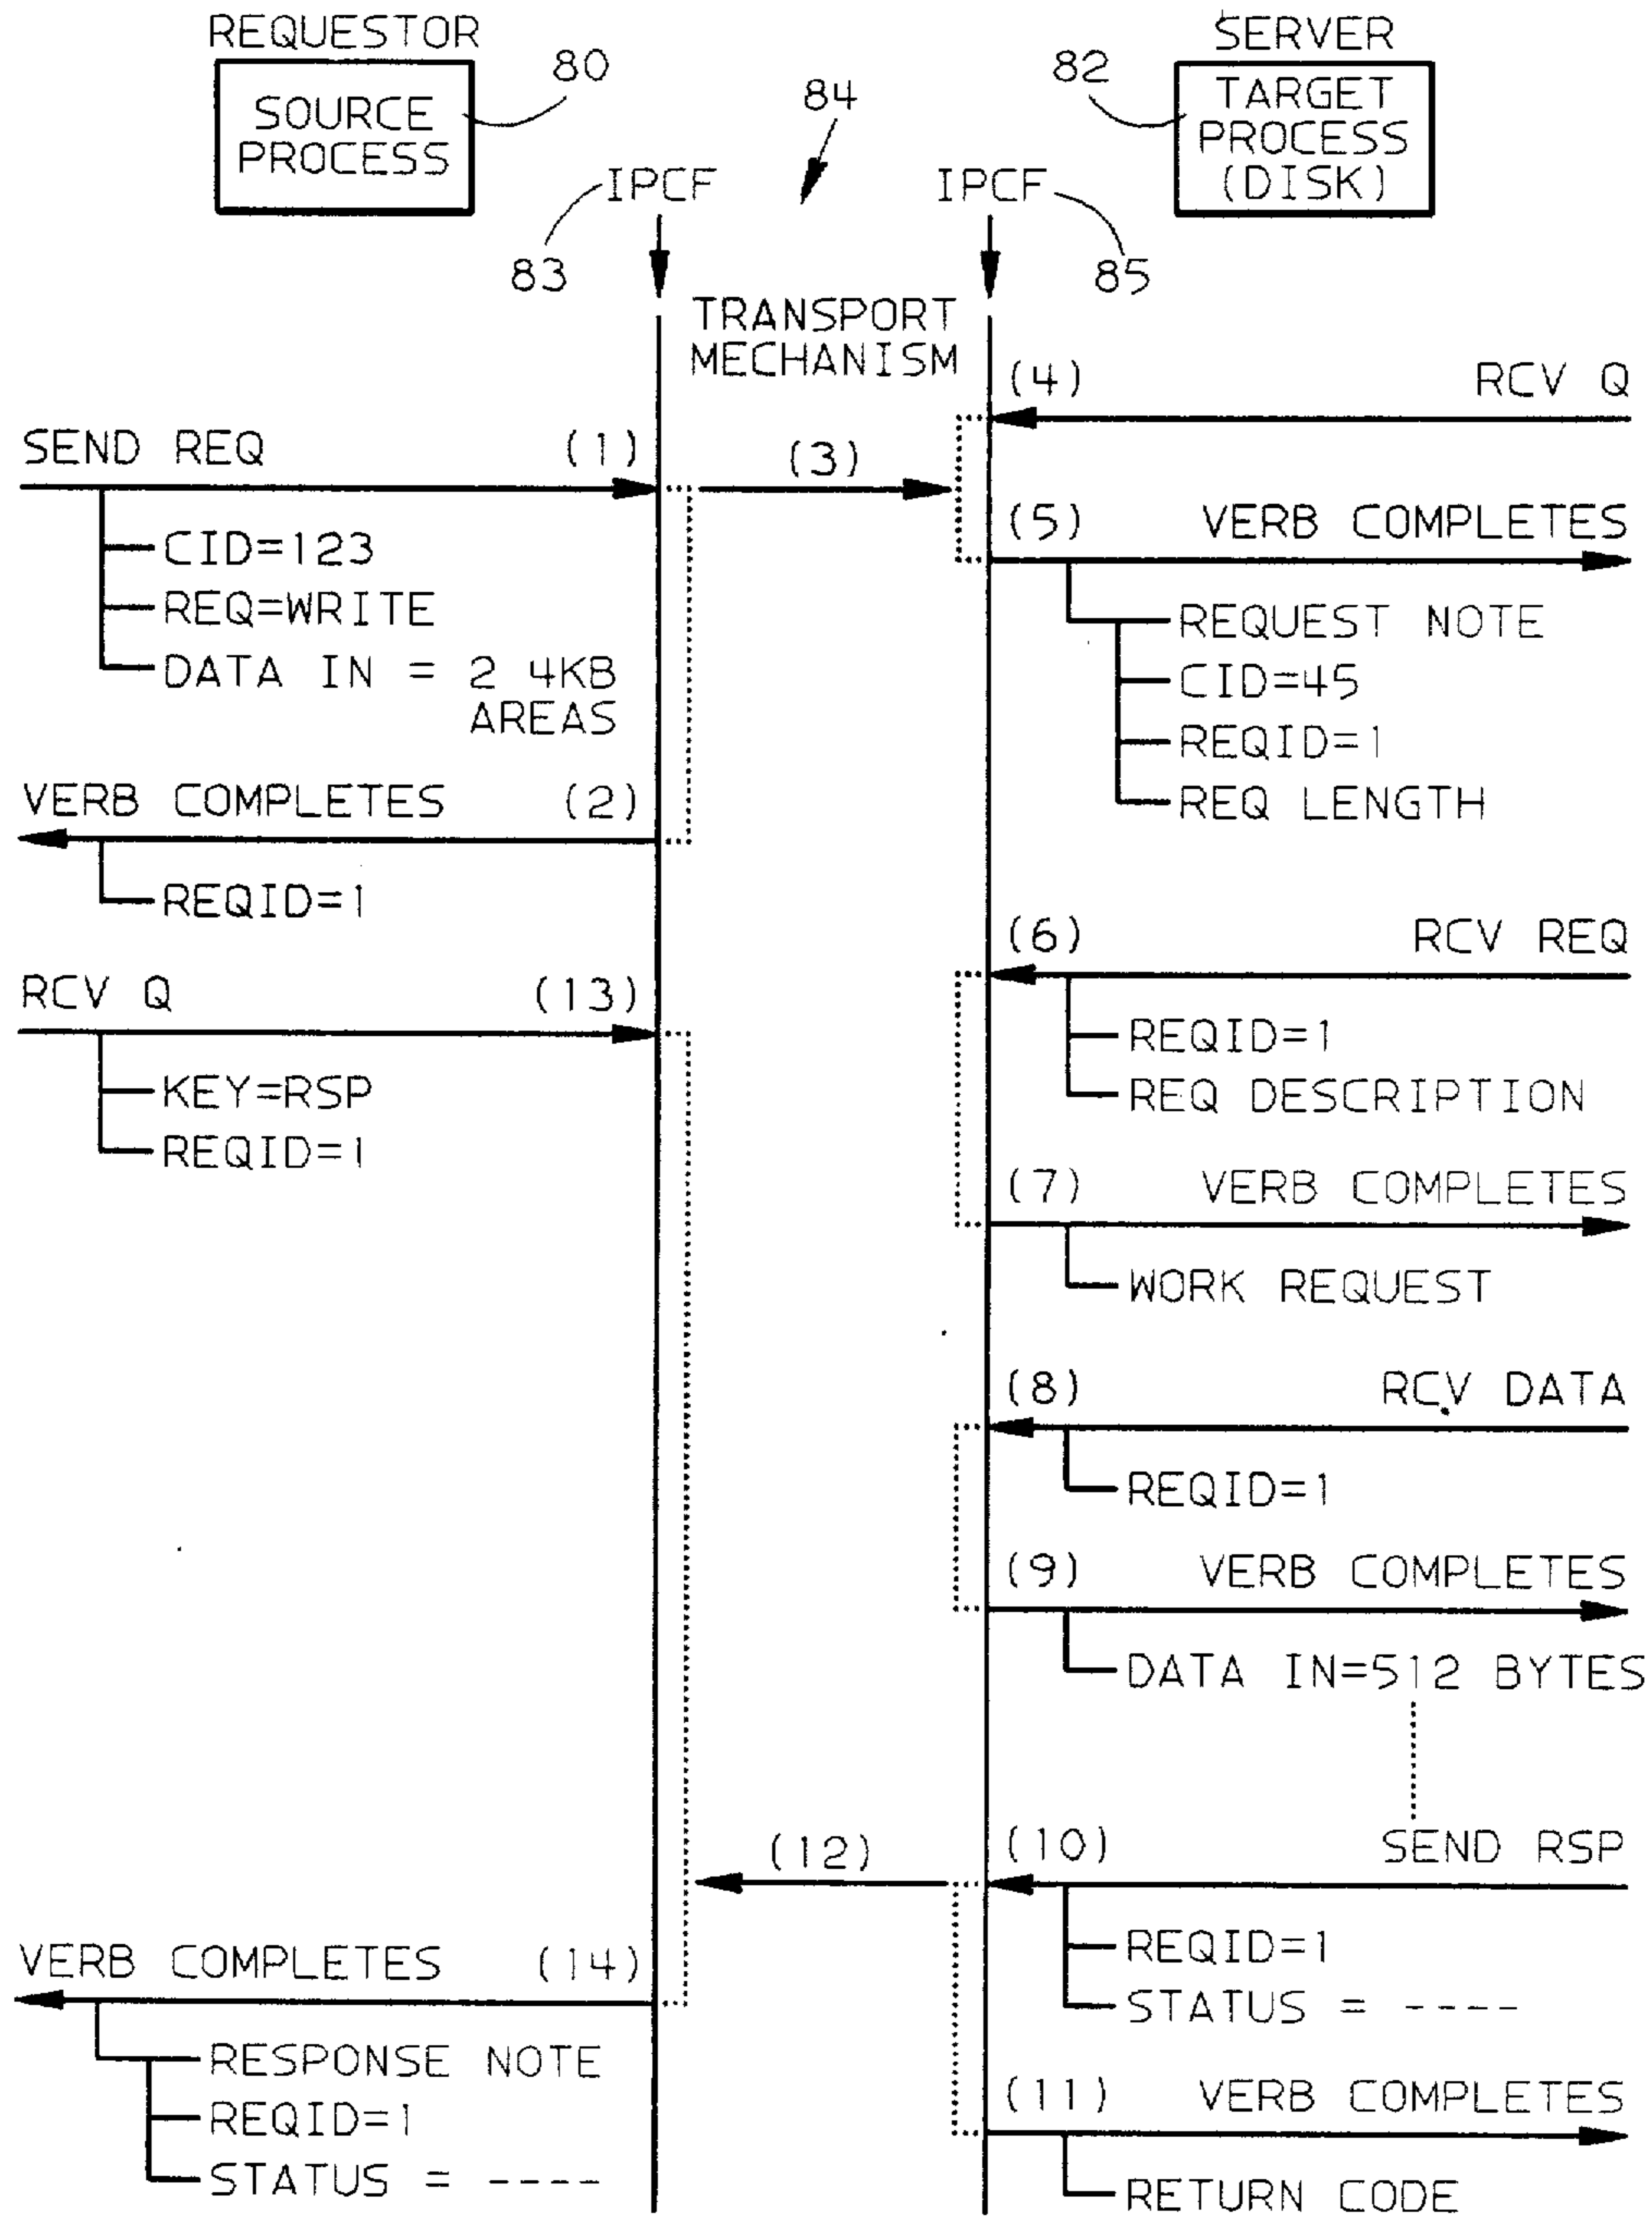 REQUESTOR
SOURCE
PROCESS
80
84
SERVER
TARGET
PROCESS
(DISK)
82
IPCF
83
IPCF
85
TRANSPORT
MECHANISM
(4) RCV Q
SEND REQ (1)
(3)
CID=123
REQ=WRITE
DATA IN = 2 4KB
AREAS
(5) VERB COMPLETES
REQUEST NOTE
CID=45
REQID=1
REQ LENGTH
VERB COMPLETES (2)
REQID=1
(6) RCV REQ
REQID=1
REQ DESCRIPTION
RCV Q (13)
KEY=RSP
REQID=1
(7) VERB COMPLETES
WORK REQUEST
(8) RCV DATA
REQID=1
(9) VERB COMPLETES
DATA IN=512 BYTES
(12)
(10) SEND RSP
REQID=1
STATUS = ----
VERB COMPLETES (14)
RESPONSE NOTE
REQID=1
STATUS = ----
(11) VERB COMPLETES
RETURN CODE